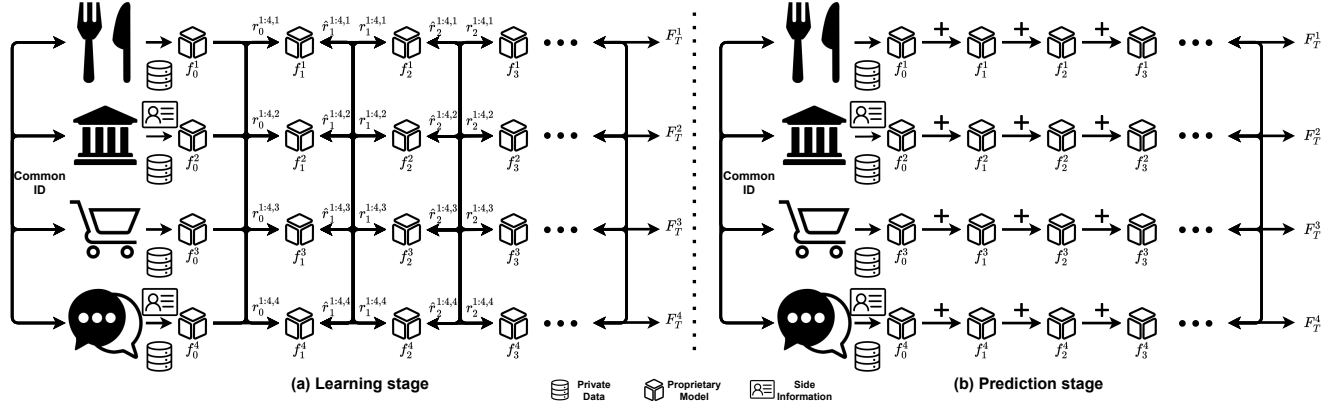 r_0^{1:4,1} \hat{r}_1^{1:4,1} r_1^{1:4,1} \hat{r}_2^{1:4,1} r_2^{1:4,1}
F_T^1
f_0^1 f_1^1 f_2^1 f_3^1
r_0^{1:4,2} \hat{r}_1^{1:4,2} r_1^{1:4,2} \hat{r}_2^{1:4,2} r_2^{1:4,2}
F_T^2
f_0^2 f_1^2 f_2^2 f_3^2
Common
ID
r_0^{1:4,3} \hat{r}_1^{1:4,3} r_1^{1:4,3} \hat{r}_2^{1:4,3} r_2^{1:4,3}
F_T^3
f_0^3 f_1^3 f_2^3 f_3^3
r_0^{1:4,4} \hat{r}_1^{1:4,4} r_1^{1:4,4} \hat{r}_2^{1:4,4} r_2^{1:4,4}
F_T^4
f_0^4 f_1^4 f_2^4 f_3^4
(a) Learning stage
+ + +
F_T^1
f_0^1 f_1^1 f_2^1 f_3^1
+ + +
F_T^2
f_0^2 f_1^2 f_2^2 f_3^2
Common
ID
+ + +
F_T^3
f_0^3 f_1^3 f_2^3 f_3^3
+ + +
F_T^4
f_0^4 f_1^4 f_2^4 f_3^4
(b) Prediction stage
Private
Data
Proprietary
Model
Side
Information